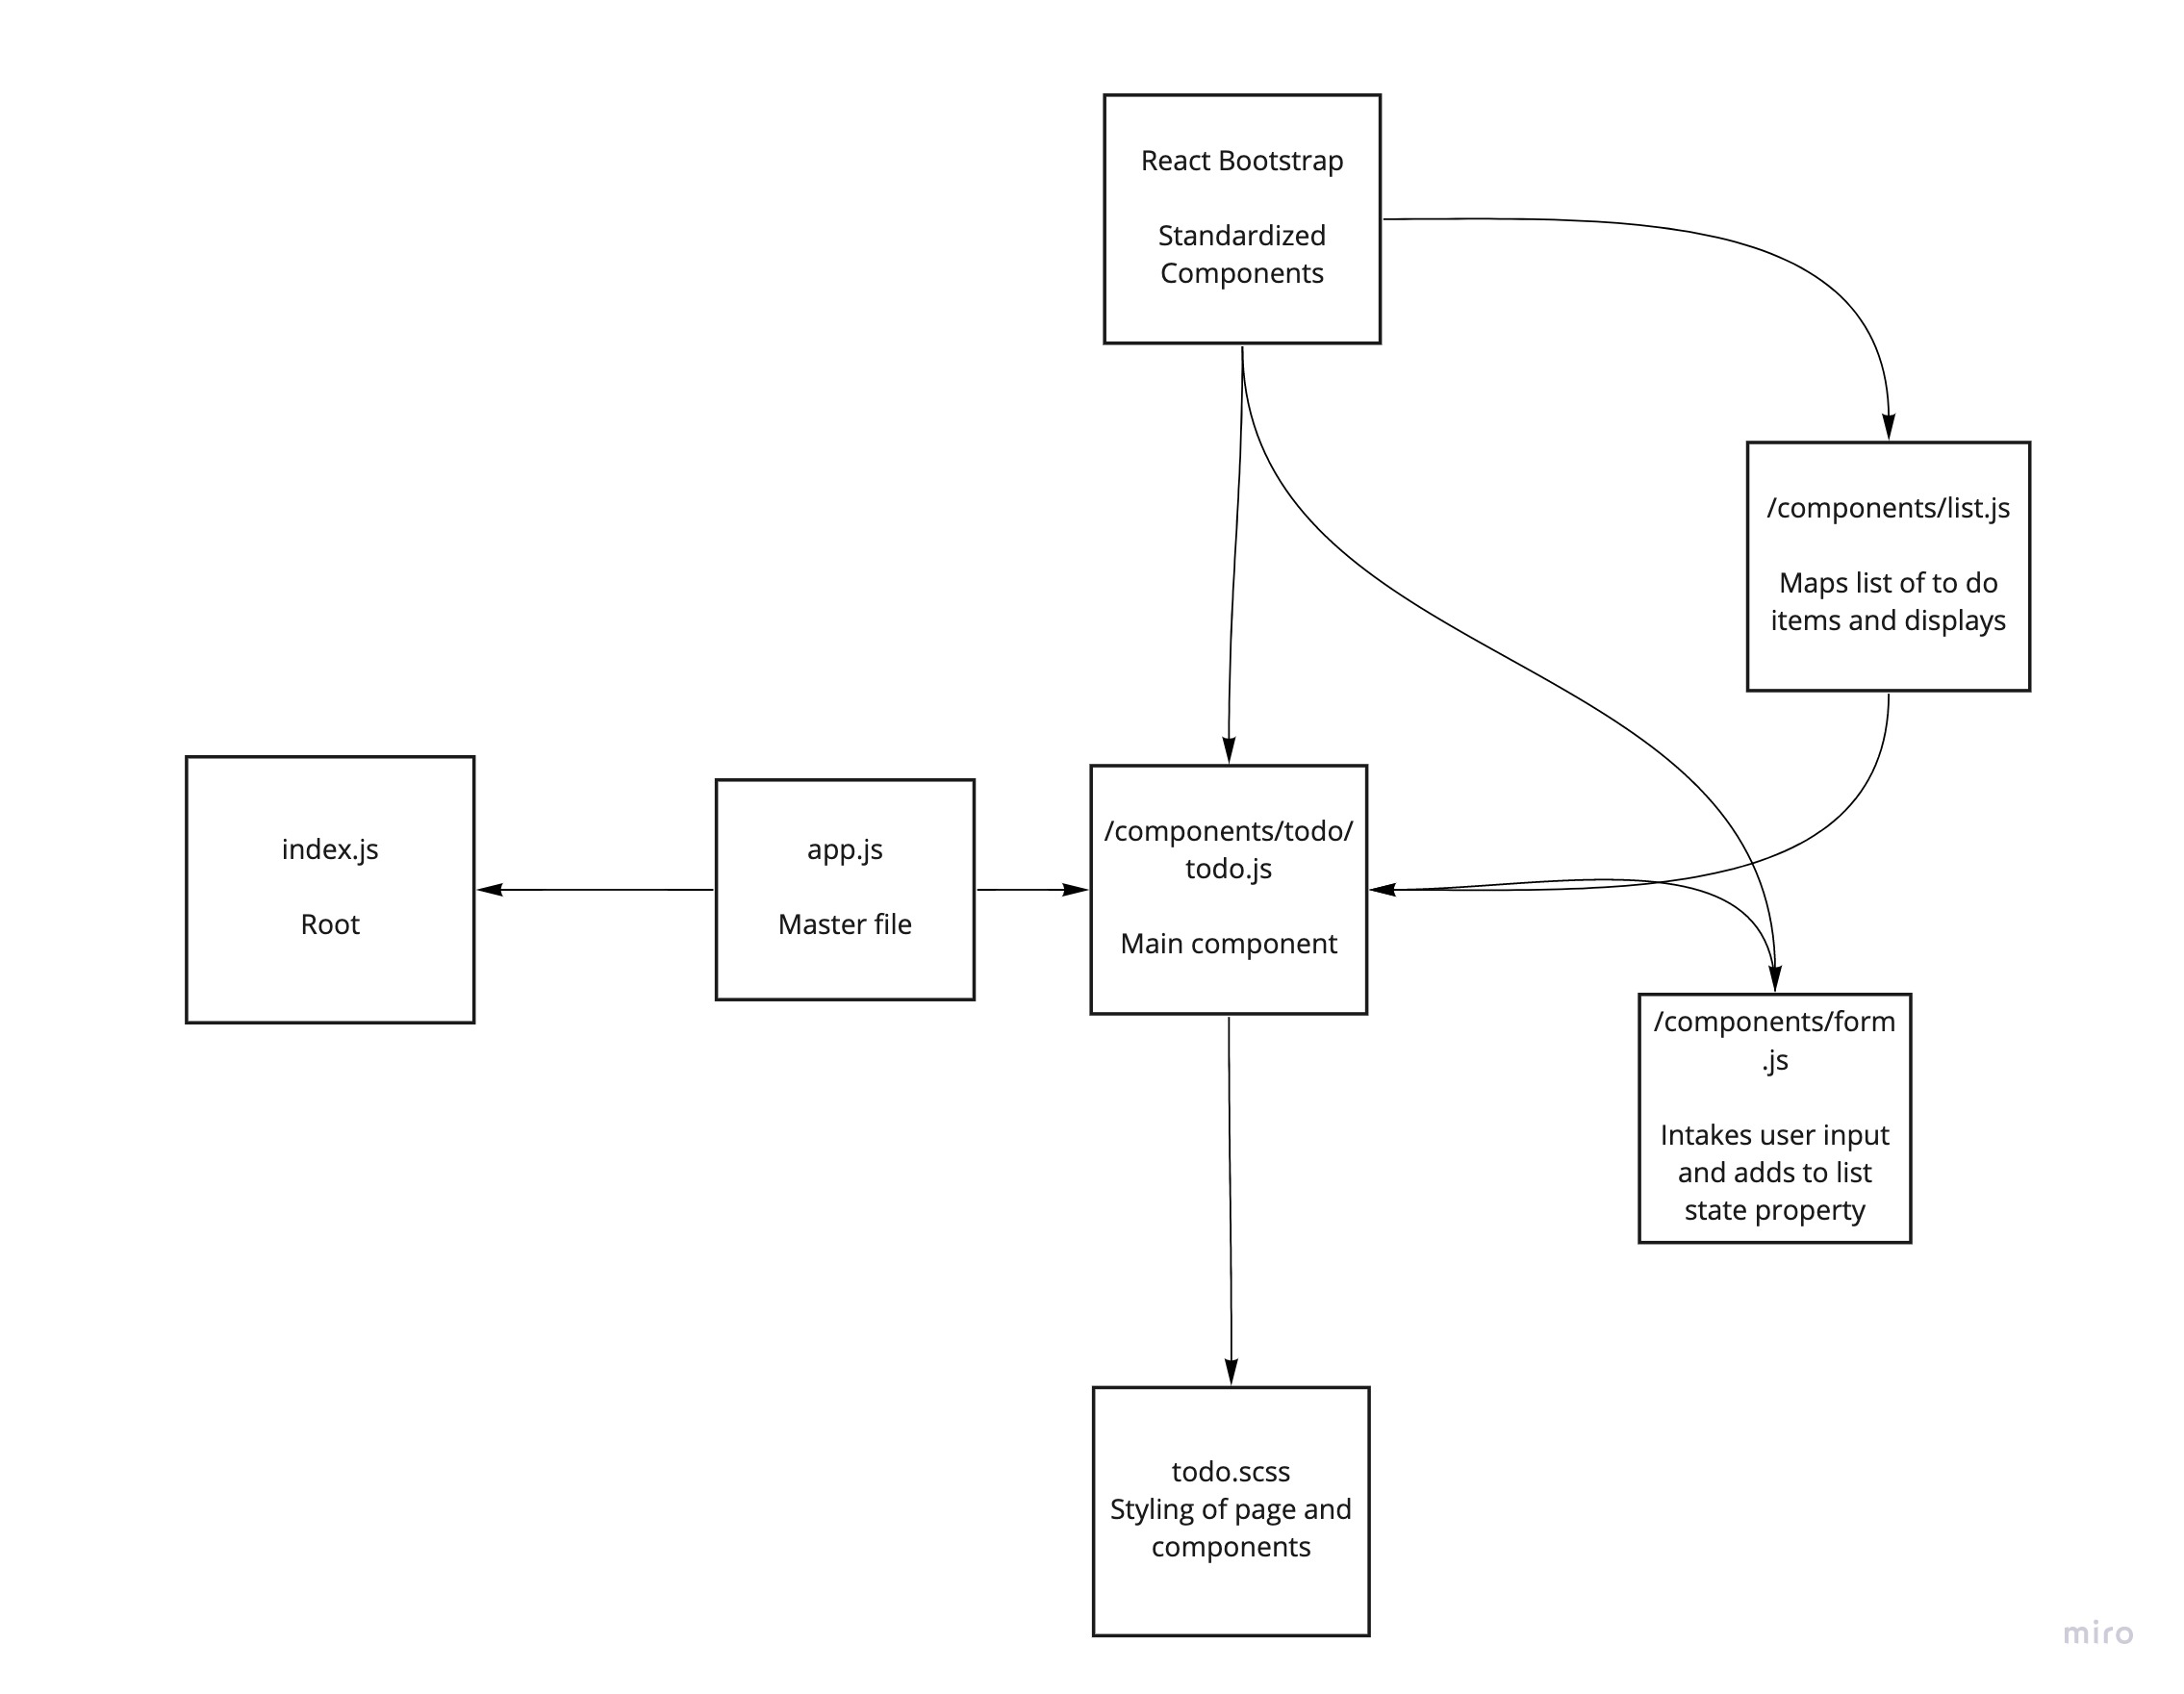 React Bootstrap
Standardized
Components
/components/list.js
Maps list of to do
items and displays
index.js
Root
app.js
Master file
/components/todo/
todo.js
Main component
/components/form
.js
Intakes user input
and adds to list
state property
todo.scss
Styling of page and
components
miro